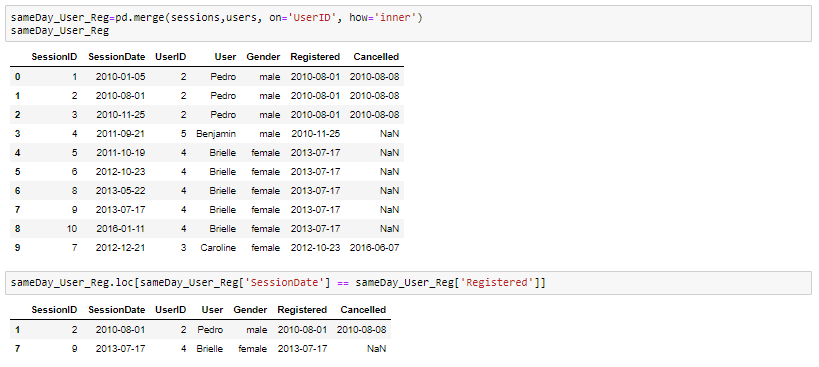 sameDay_User_Reg=pd.merge(sessions,users, on='UserID', how='inner')
sameDay_User_Reg
SessionID SessionDate UserID User Gender Registered Cancelled
0 1 2010-01-05 2 Pedro male 2010-08-01 2010-08-08
1 2 2010-08-01 2 Pedro male 2010-08-01 2010-08-08
2 3 2010-11-25 2 Pedro male 2010-08-01 2010-08-08
3 4 2011-09-21 5 Benjamin male 2010-11-25 NaN
4 5 2011-10-19 4 Brielle female 2013-07-17 NaN
5 6 2012-10-23 4 Brielle female 2013-07-17 NaN
6 8 2013-05-22 4 Brielle female 2013-07-17 NaN
7 9 2013-07-17 4 Brielle female 2013-07-17 NaN
8 10 2016-01-11 4 Brielle female 2013-07-17 NaN
9 7 2012-12-21 3 Caroline female 2012-10-23 2016-06-07
sameDay_User_Reg.loc[sameDay_User_Reg['SessionDate'] == sameDay_User_Reg['Registered']]
SessionID SessionDate UserID User Gender Registered Cancelled
1 2 2010-08-01 2 Pedro male 2010-08-01 2010-08-08
7 9 2013-07-17 4 Brielle female 2013-07-17 NaN